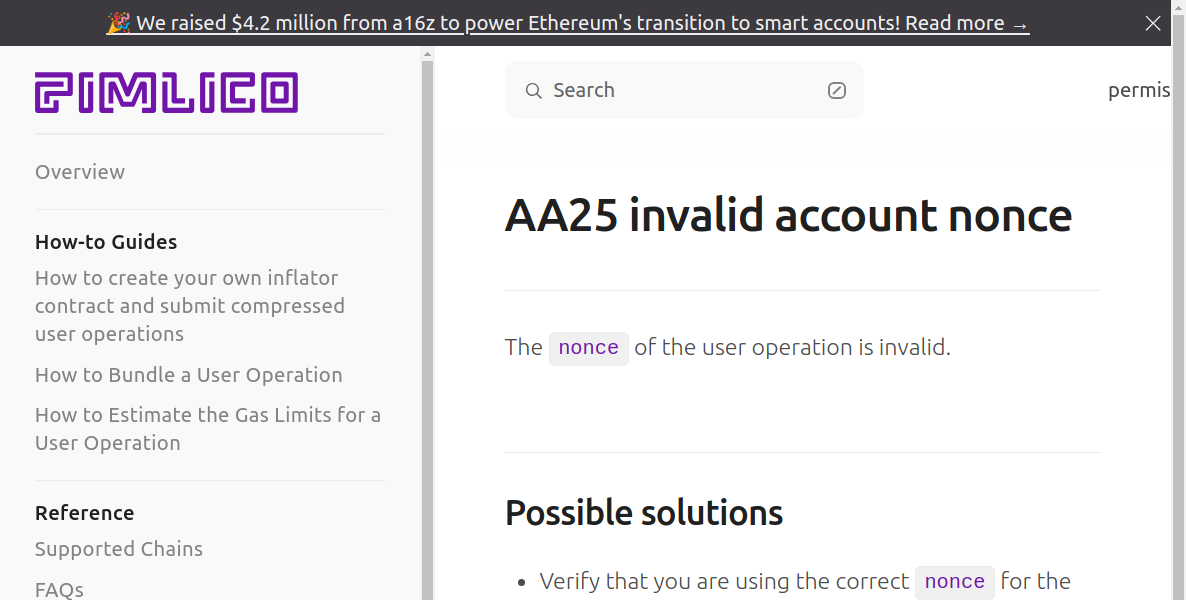 🎉 We raised $4.2 million from a16z to power Ethereum's transition to smart accounts! Read more →
PIMLICO
Overview
How-to Guides
How to create your own inflator
contract and submit compressed
user operations
How to Bundle a User Operation
How to Estimate the Gas Limits for a
User Operation
Reference
Supported Chains
FAQs
Search
permis
AA25 invalid account nonce
The nonce of the user operation is invalid.
Possible solutions
• Verify that you are using the correct nonce for the